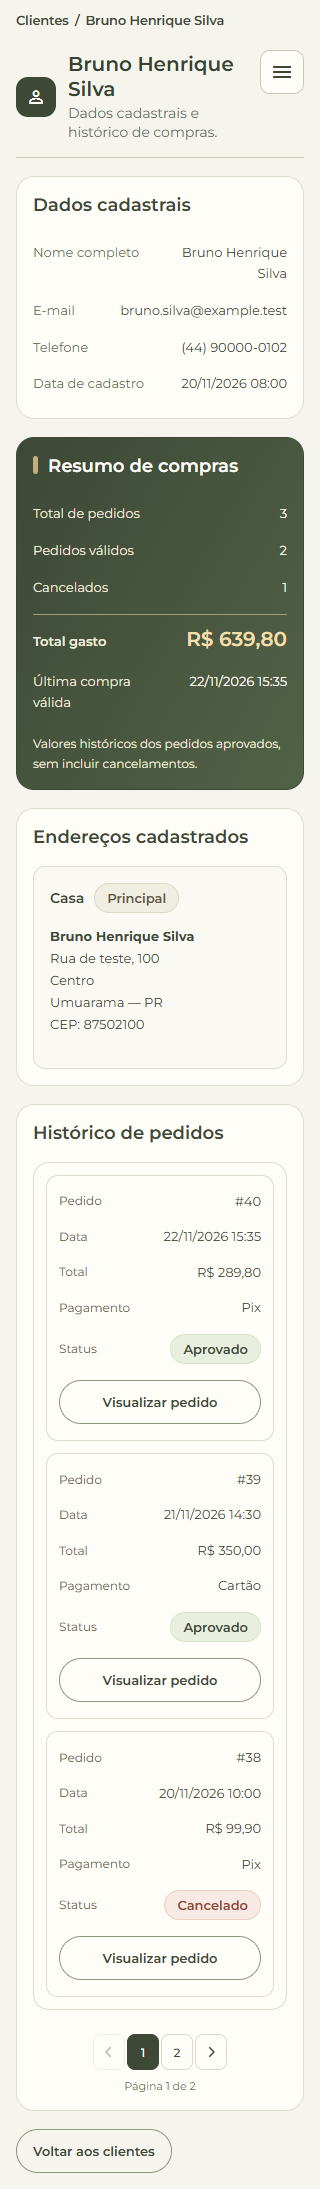 Clientes / Bruno Henrique Silva
Bruno Henrique
Silva
Dados cadastrais e
histórico de compras.
Dados cadastrais
Nome completo Bruno Henrique
Silva
E-mail bruno.silva@example.test
Telefone (44) 90000-0102
Data de cadastro 20/11/2026 08:00
Resumo de compras
Total de pedidos 3
Pedidos válidos 2
Cancelados 1
Total gasto R$ 639,80
Última compra 22/11/2026 15:35
válida
Valores históricos dos pedidos aprovados,
sem incluir cancelamentos.
Endereços cadastrados
Casa Principal
Bruno Henrique Silva
Rua de teste, 100
Centro
Umuarama — PR
CEP: 87502100
Histórico de pedidos
Pedido #40
Data 22/11/2026 15:35
Total R$ 289,80
Pagamento Pix
Status Aprovado
Visualizar pedido
Pedido #39
Data 21/11/2026 14:30
Total R$ 350,00
Pagamento Cartão
Status Aprovado
Visualizar pedido
Pedido #38
Data 20/11/2026 10:00
Total R$ 99,90
Pagamento Pix
Status Cancelado
Visualizar pedido
1 2
Página 1 de 2
Voltar aos clientes